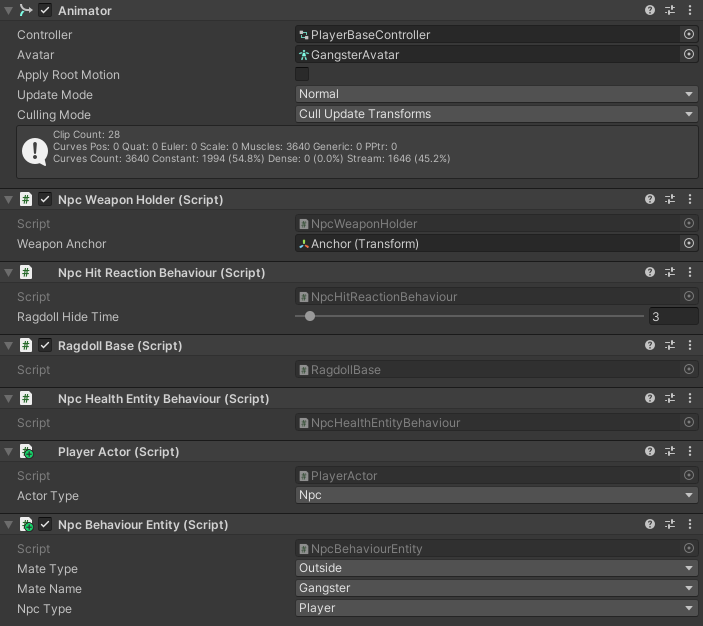 Animator
Controller PlayerBaseController
Avatar GangsterAvatar
Apply Root Motion
Update Mode Normal
Culling Mode Cull Update Transforms
Clip Count: 28
Curves Pos: 0 Quat: 0 Euler: 0 Scale: 0 Muscles: 3640 Generic: 0 PPtr: 0
Curves Count: 3640 Constant: 1994 (54.8%) Dense: 0 (0.0%) Stream: 1646 (45.2%)
# Npc Weapon Holder (Script)
Script # NpcWeaponHolder
Weapon Anchor Anchor (Transform)
# Npc Hit Reaction Behaviour (Script)
Script # NpcHitReactionBehaviour
Ragdoll Hide Time 3
# Ragdoll Base (Script)
Script # RagdollBase
# Npc Health Entity Behaviour (Script)
Script # NpcHealthEntityBehaviour
# Player Actor (Script)
Script # PlayerActor
Actor Type Npc
# Npc Behaviour Entity (Script)
Script # NpcBehaviourEntity
Mate Type Outside
Mate Name Gangster
Npc Type Player